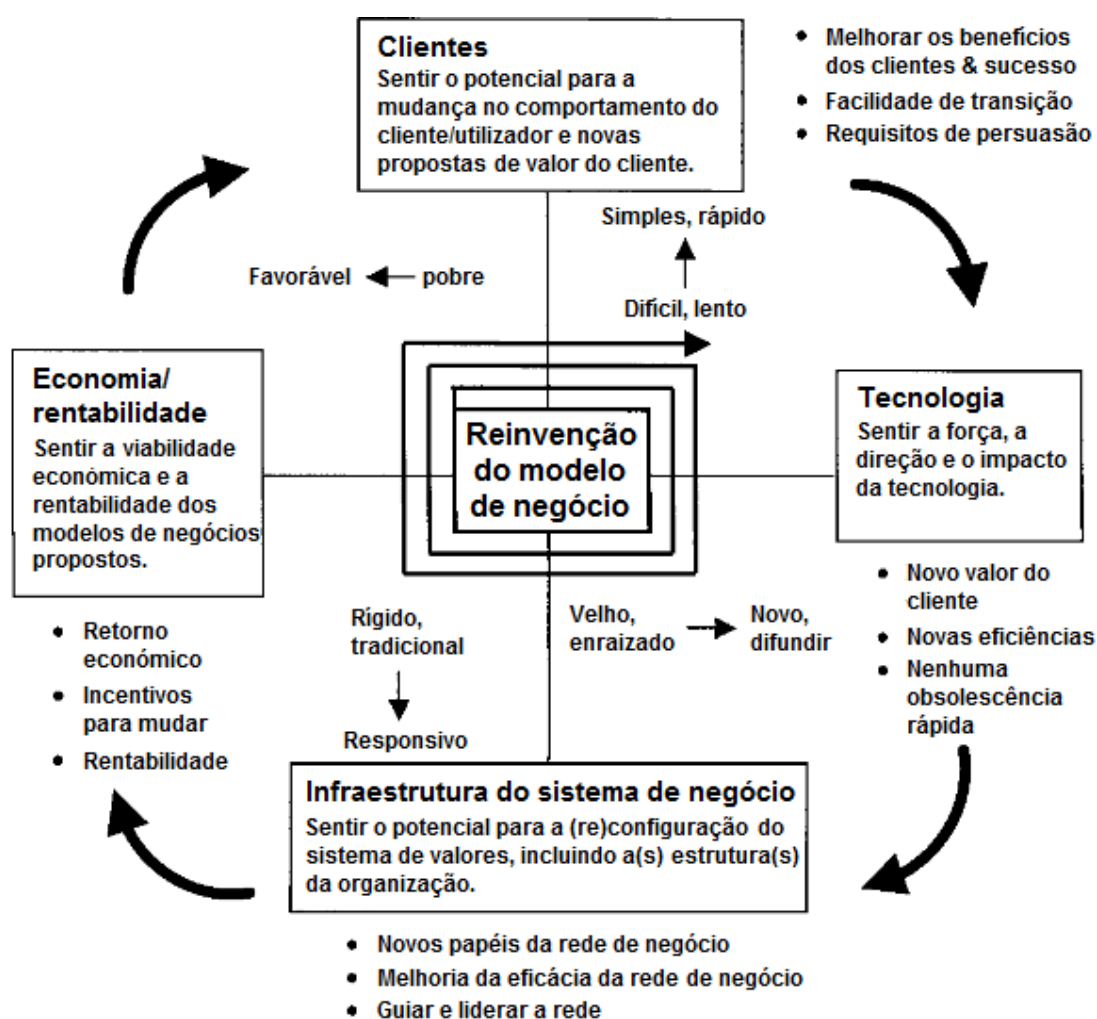 Clientes
Sentir o potencial para a
mudança no comportamento do
cliente/utilizador e novas
propostas de valor do cliente.
• Melhorar os benefícios
dos clientes & sucesso
• Facilidade de transição
• Requisitos de persuasão
Simples, rápido
Favorável
pobre
Difícil, lento
Economia/
rentabilidade
Sentir a viabilidade
económica e a
rentabilidade dos
modelos de negócios
propostos.
Reinvenção
do modelo
de negócio
Tecnologia
Sentir a força, a
direção e o impacto
da tecnologia.
• Retorno
económico
• Incentivos
para mudar
• Rentabilidade
Rígido,
tradicional
Responsivo
Velho,
enraizado
Novo,
difundir
• Novo valor do
cliente
• Novas eficiências
• Nenhuma
obsolescência
rápida
Infraestrutura do sistema de negócio
Sentir o potencial para a (re)configuração do
sistema de valores, incluindo a(s) estrutura(s)
da organização.
• Novos papéis da rede de negócio
• Melhoria da eficácia da rede de negócio
• Guiar e liderar a rede